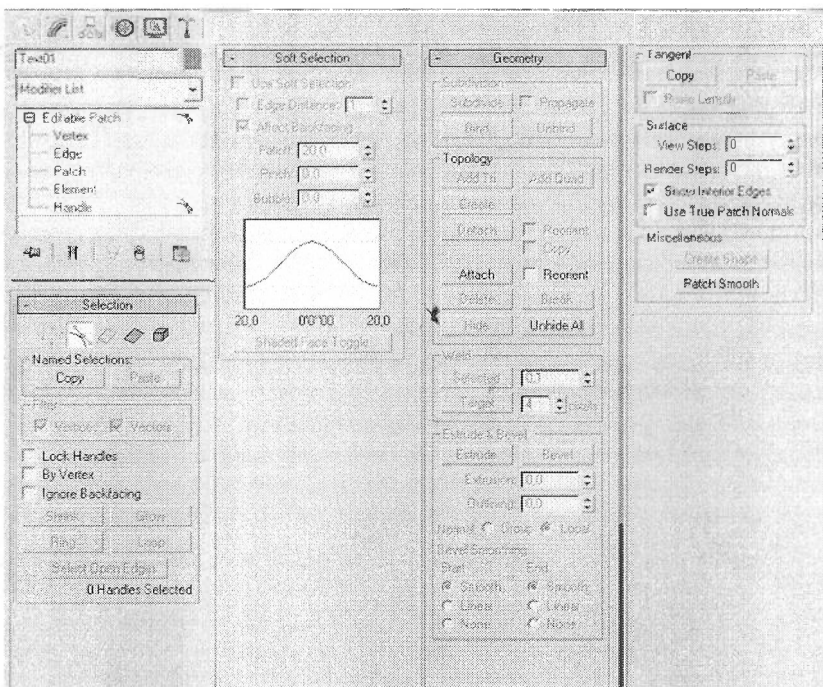 Text01
Modifier List
Editable Patch
Vertex
Edge
Patch
Element
Handle
- Selection
Named Selections:
Copy Paste
Filter
Vertices Vectors
Lock Handles
By Vertex
Ignore Backfacing
Shrink Grow
Ring Loop
Select Open Edges
0 Handles Selected
- Soft Selection
Use Soft Selection
Edge Distance: 1
Affect Backfacing
Falloff: 20.0
Pinch: 0.0
Bubble: 0.0
20.0 0'0"00 20.0
Shaded Face Toggle
- Geometry
Subdivision
Subdivide Propagate
Bind Unbind
Topology
Add Tri Add Quad
Create
Detach Reorient
Copy
Attach Reorient
Delete Break
Hide Unhide All
Weld
Selected 0.1
Target 4 pixels
Extrude & Bevel
Extrude Bevel
Extrusion: 0.0
Outlining: 0.0
Normal: Group Local
Bevel Smoothing
Start End
Smooth Smooth
Linear Linear
None None
Tangent
Copy Paste
Paste Length
Surface
View Steps: 0
Render Steps: 0
Show Interior Edges
Use True Patch Normals
Miscellaneous
Create Shape
Patch Smooth